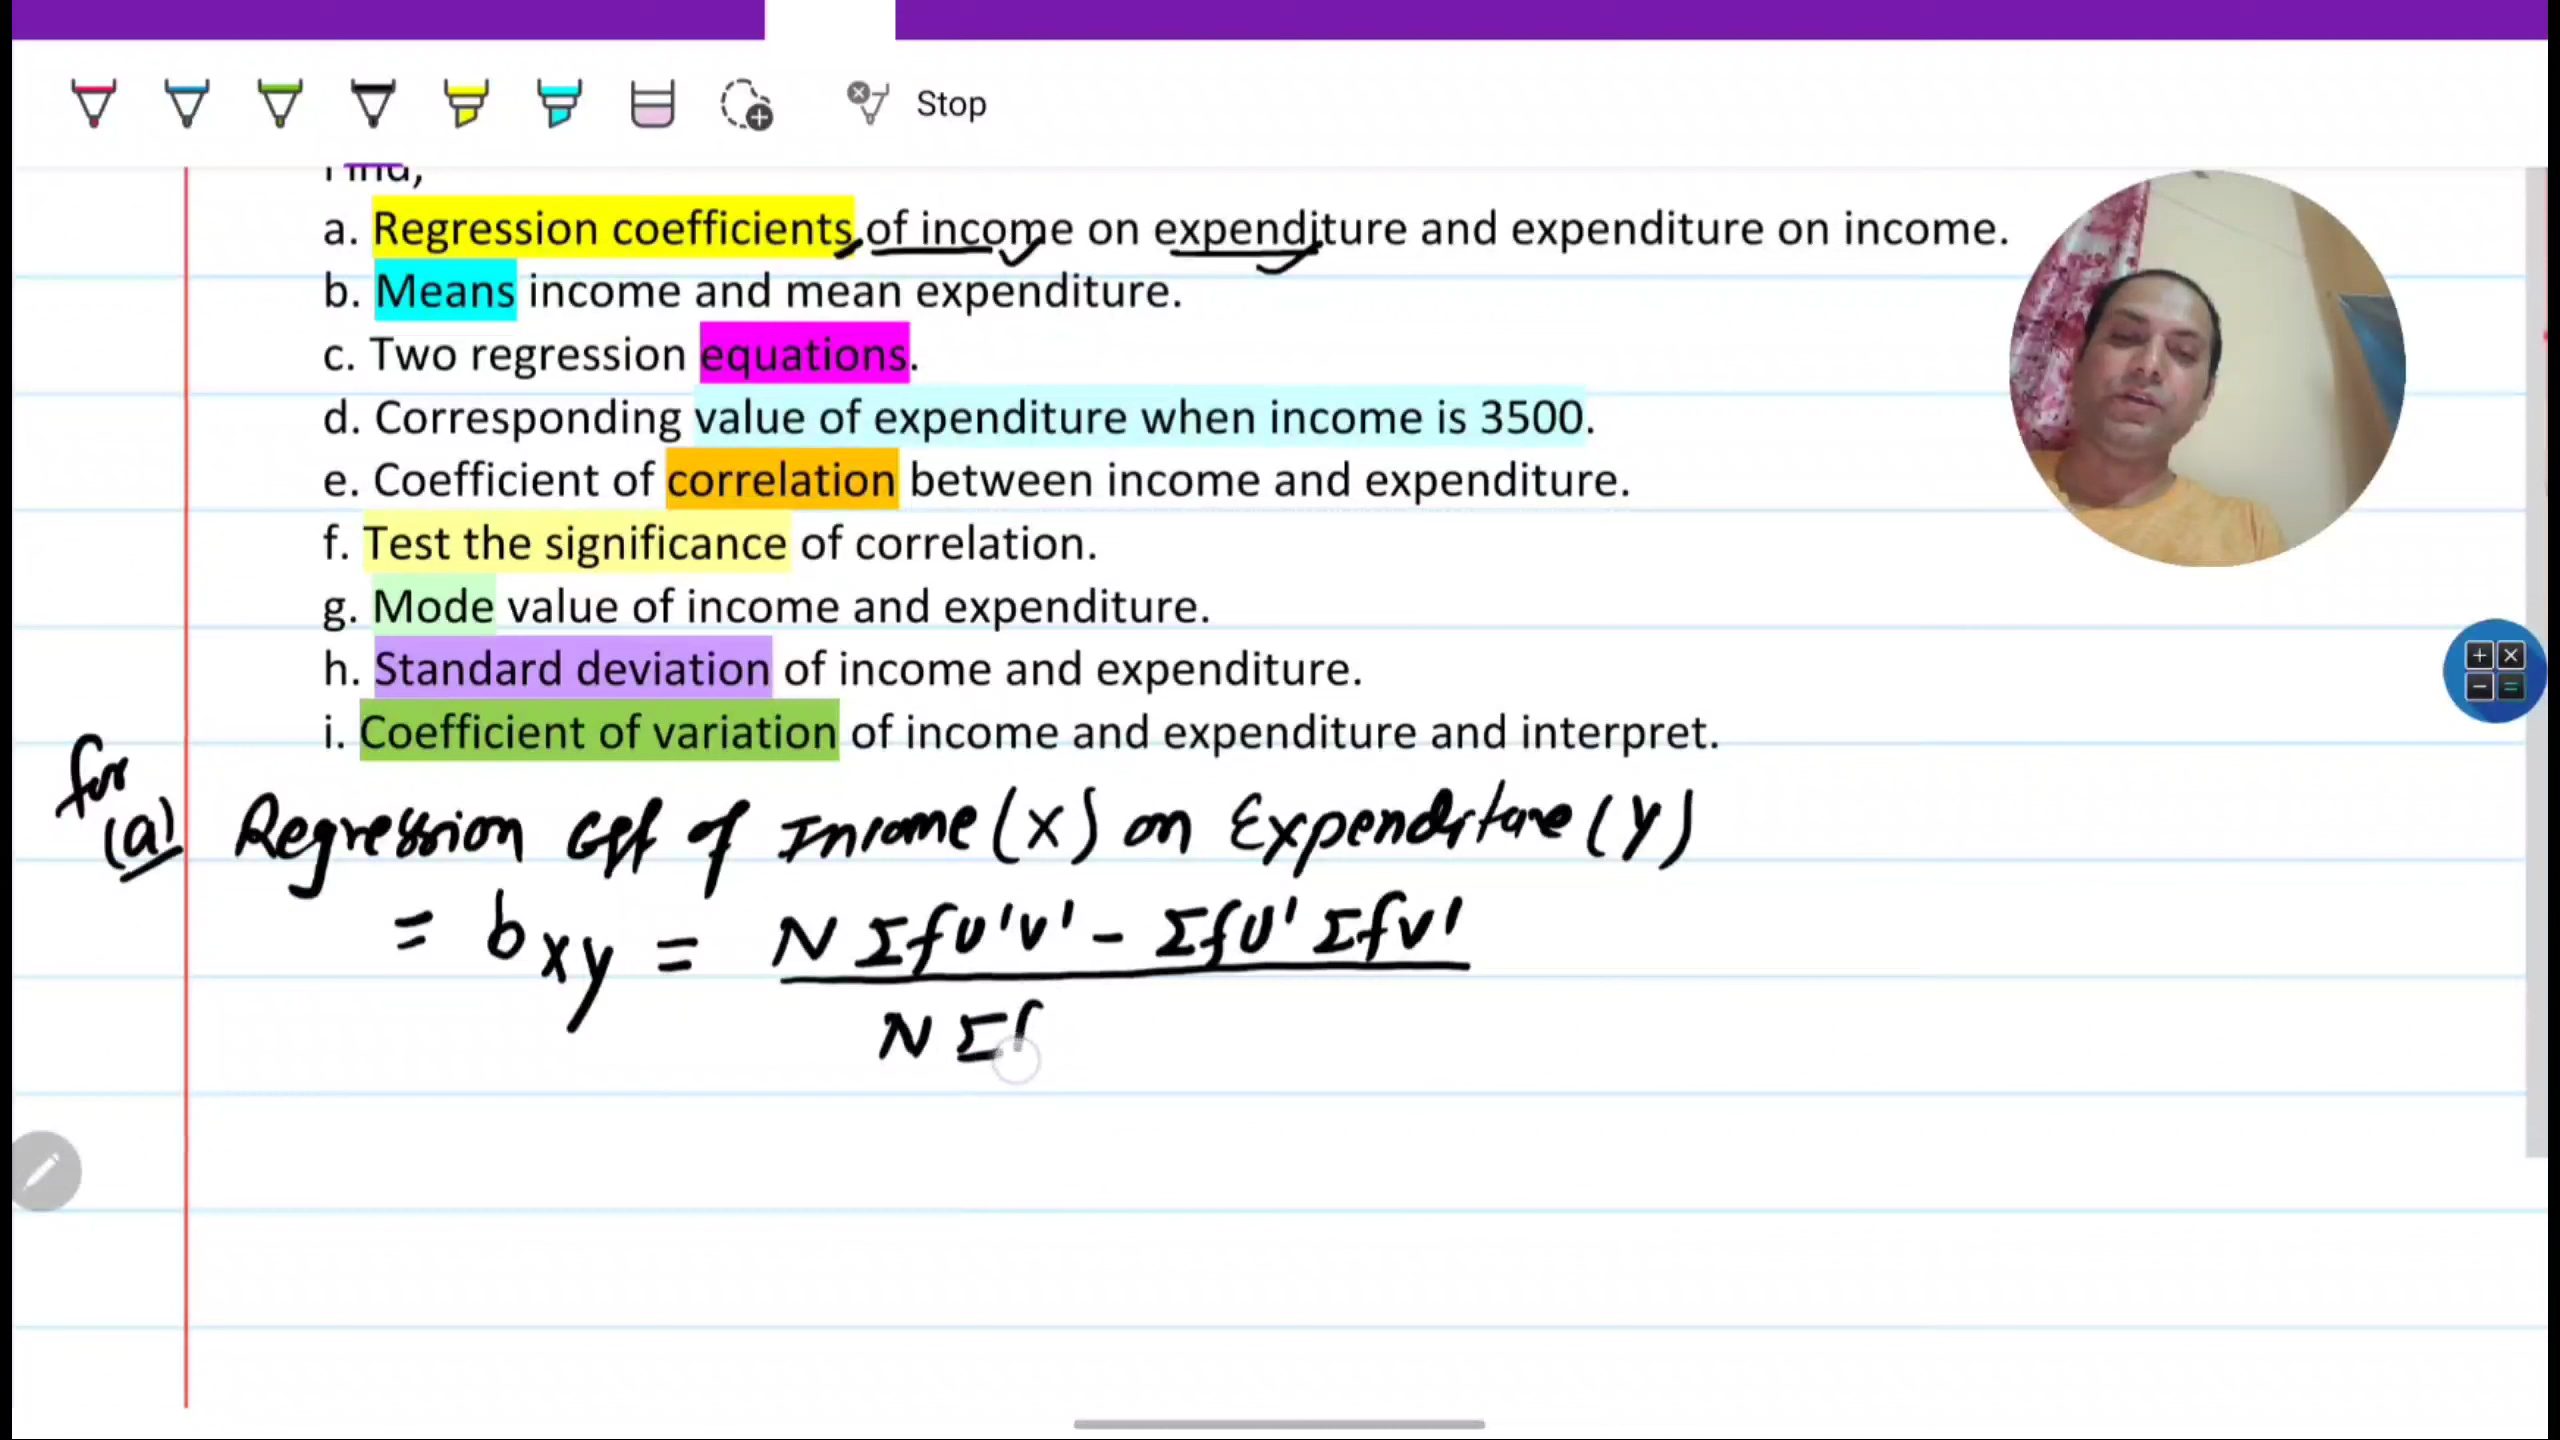 Stop
Find,
a. Regression coefficients of income on expenditure and expenditure on income.
b. Means income and mean expenditure.
c. Two regression equations.
d. Corresponding value of expenditure when income is 3500.
e. Coefficient of correlation between income and expenditure.
f. Test the significance of correlation.
g. Mode value of income and expenditure.
h. Standard deviation of income and expenditure.
i. Coefficient of variation of income and expenditure and interpret.
for
(a) Regression of Income (X) on Expenditure (Y)
= bxy = N Σfu'v' - Σfu' Σfv'
N Σf